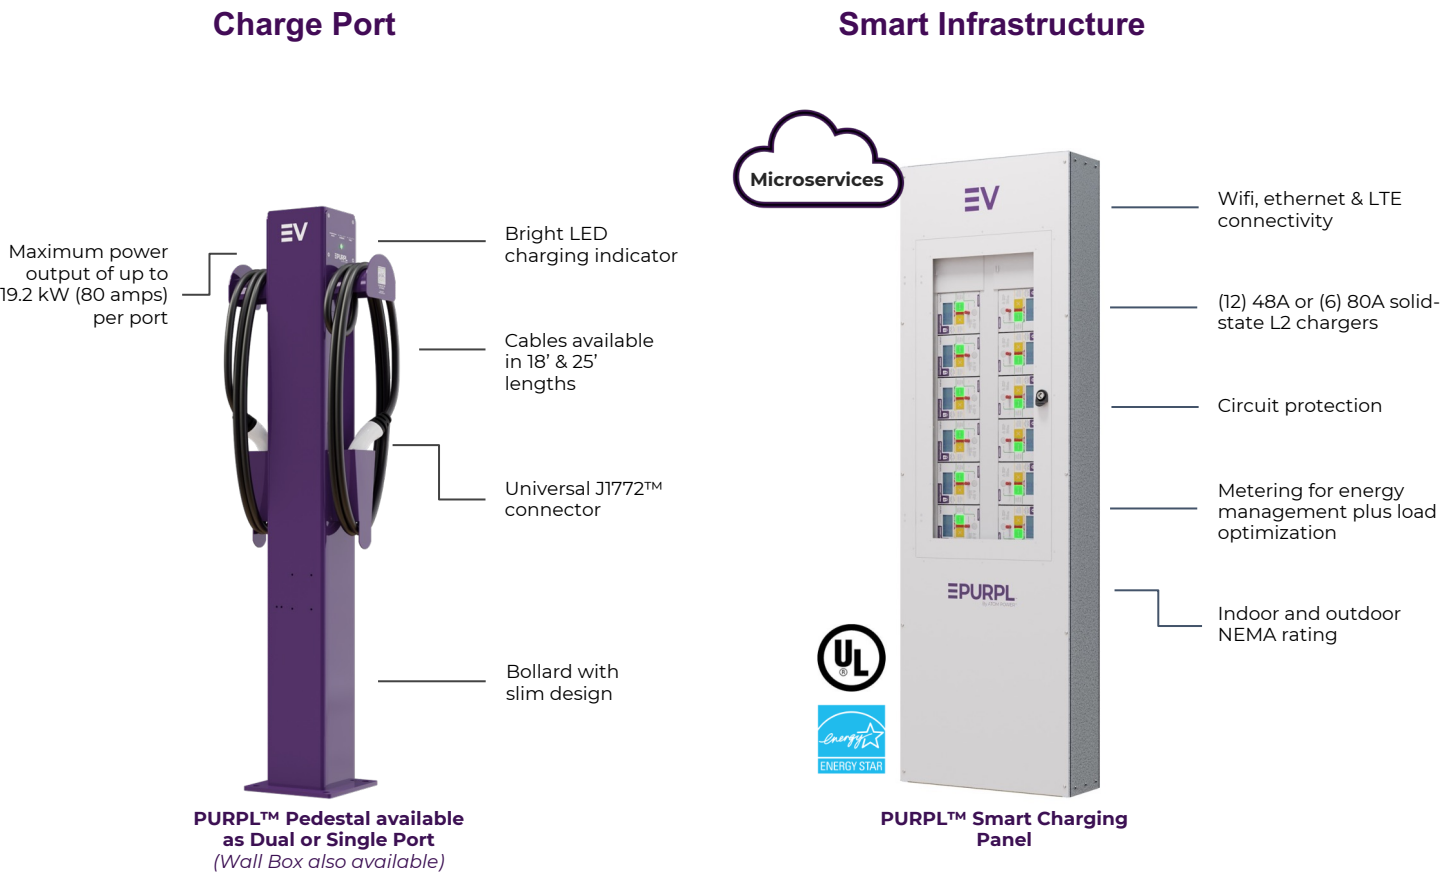 Charge Port
Smart Infrastructure
Maximum power
output of up to
19.2 kW (80 amps)
per port
EV
EPURPL
Bright LED
charging indicator
Cables available
in 18’ & 25’
lengths
Universal J1772™
connector
Bollard with
slim design
PURPL™ Pedestal available
as Dual or Single Port
(Wall Box also available)
Microservices
EV
EPURPL
Wifi, ethernet & LTE
connectivity
(12) 48A or (6) 80A solid-
state L2 chargers
Circuit protection
Metering for energy
management plus load
optimization
Indoor and outdoor
NEMA rating
UL
®
energy
ENERGY STAR
PURPL™ Smart Charging
Panel